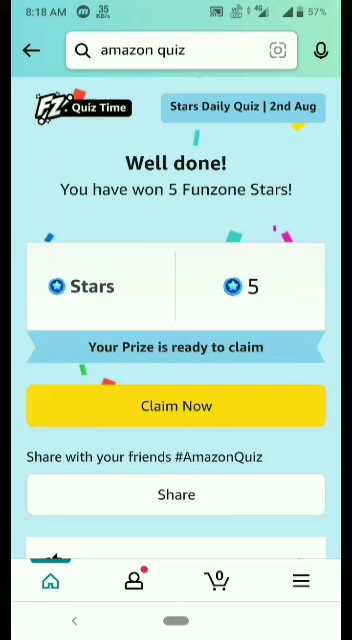 8:18 AM 35 KB/s 4G 57%
amazon quiz
FZ Quiz Time
Stars Daily Quiz | 2nd Aug
Well done!
You have won 5 Funzone Stars!
Stars 5
Your Prize is ready to claim
Claim Now
Share with your friends #AmazonQuiz
Share
0